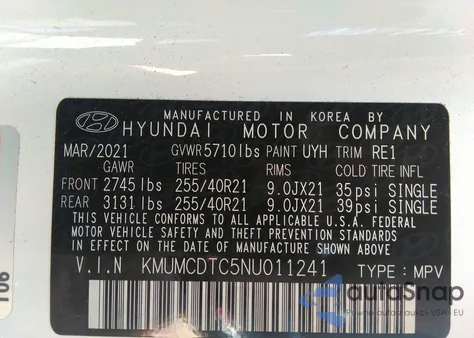 MANUFACTURED IN KOREA BY
HYUNDAI MOTOR COMPANY
MAR/2021 GVWR 5710lbs PAINT UYH TRIM RE1
GAWR TIRES RIMS COLD TIRE INFL
FRONT 2745lbs 255/40R21 9.0JX21 35psi SINGLE
REAR 3131lbs 255/40R21 9.0JX21 39psi SINGLE
THIS VEHICLE CONFORMS TO ALL APPLICABLE U.S. FEDERAL
MOTOR VEHICLE SAFETY AND THEFT PREVENTION STANDARDS
IN EFFECT ON THE DATE OF MANUFACTURE SHOWN ABOVE.
V.I.N KMUMCDTC5NU011241 TYPE: MPV
106
autoSnap